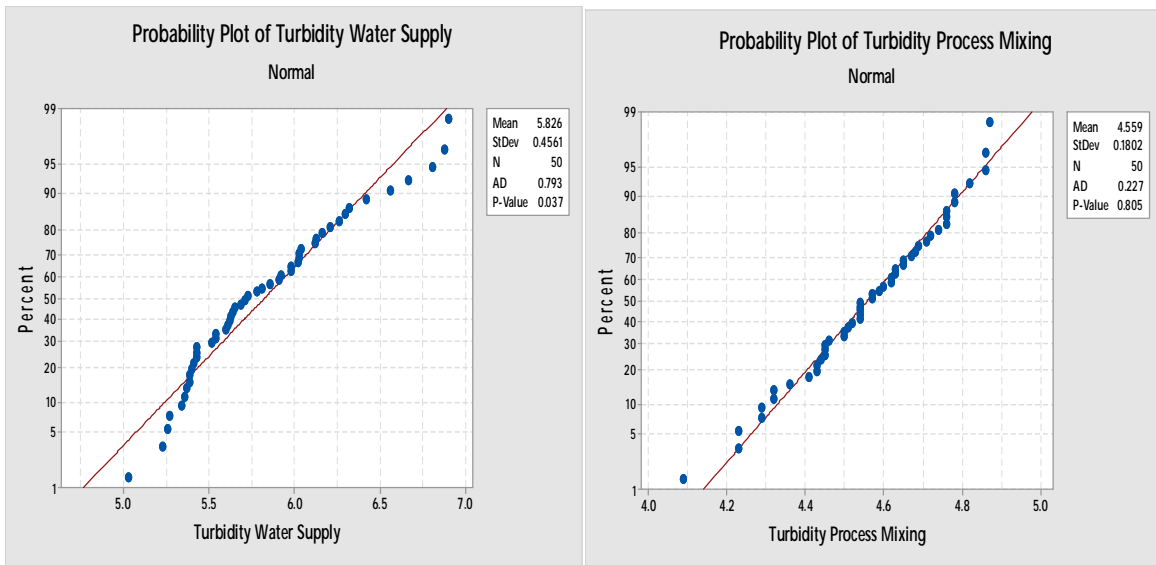 Probability Plot of Turbidity Water Supply
Normal
99
95
90
80
70
60
50
40
30
20
10
5
1
Percent
5.0 5.5 6.0 6.5 7.0
Turbidity Water Supply
Mean 5.826
StDev 0.4561
N 50
AD 0.793
P-Value 0.037
Probability Plot of Turbidity Process Mixing
Normal
99
95
90
80
70
60
50
40
30
20
10
5
1
Percent
4.0 4.2 4.4 4.6 4.8 5.0
Turbidity Process Mixing
Mean 4.559
StDev 0.1802
N 50
AD 0.227
P-Value 0.805